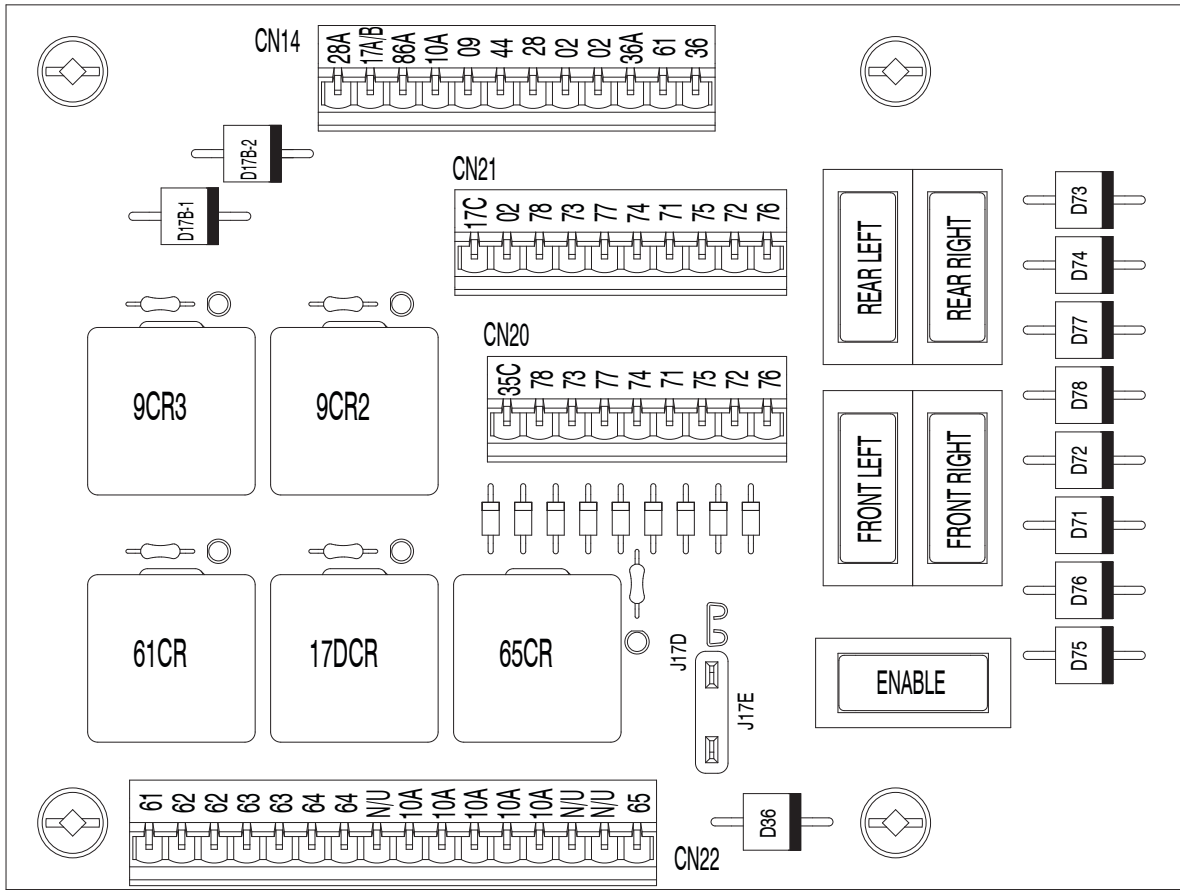 CN14
28A 17A/B 86A 10A 09 44 28 02 02 36A 61 36
D17B-2
D17B-1
CN21
17C 02 78 73 77 74 71 75 72 76
REAR LEFT
REAR RIGHT
D73
D74
D77
D78
D72
D71
D76
D75
CN20
35C 78 73 77 74 71 75 72 76
9CR3
9CR2
FRONT LEFT
FRONT RIGHT
61CR
17DCR
65CR
J17D
J17E
ENABLE
61 62 62 63 63 64 64 N/U 10A 10A 10A 10A 10A N/U N/U 65
CN22
D36